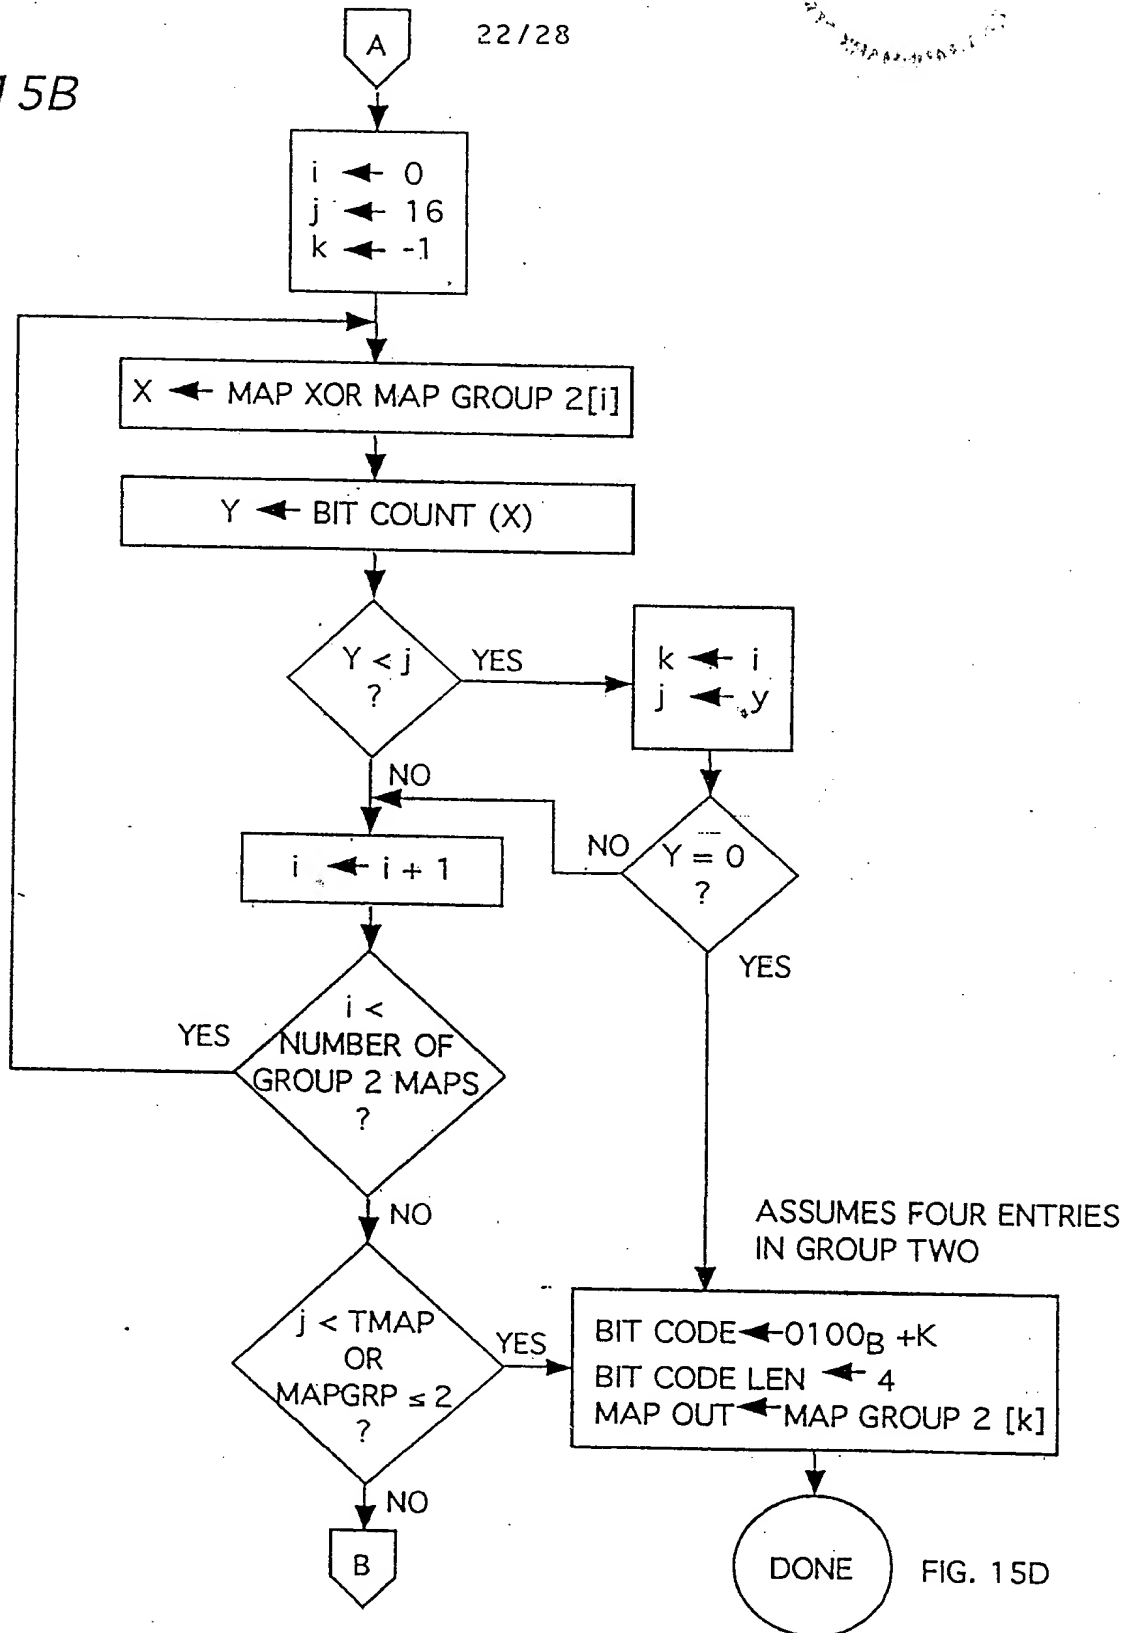 22/28
15B
A
i ← 0
j ← 16
k ← -1
X ← MAP XOR MAP GROUP 2[i]
Y ← BIT COUNT (X)
Y < j
?
YES
k ← i
j ← y
NO
i ← i + 1
NO
Y = 0
?
YES
i <
NUMBER OF
GROUP 2 MAPS
?
YES
NO
ASSUMES FOUR ENTRIES
IN GROUP TWO
j < TMAP
OR
MAPGRP ≤ 2
?
YES
BIT CODE ← 0100B +K
BIT CODE LEN ← 4
MAP OUT ← MAP GROUP 2 [k]
NO
B
DONE
FIG. 15D